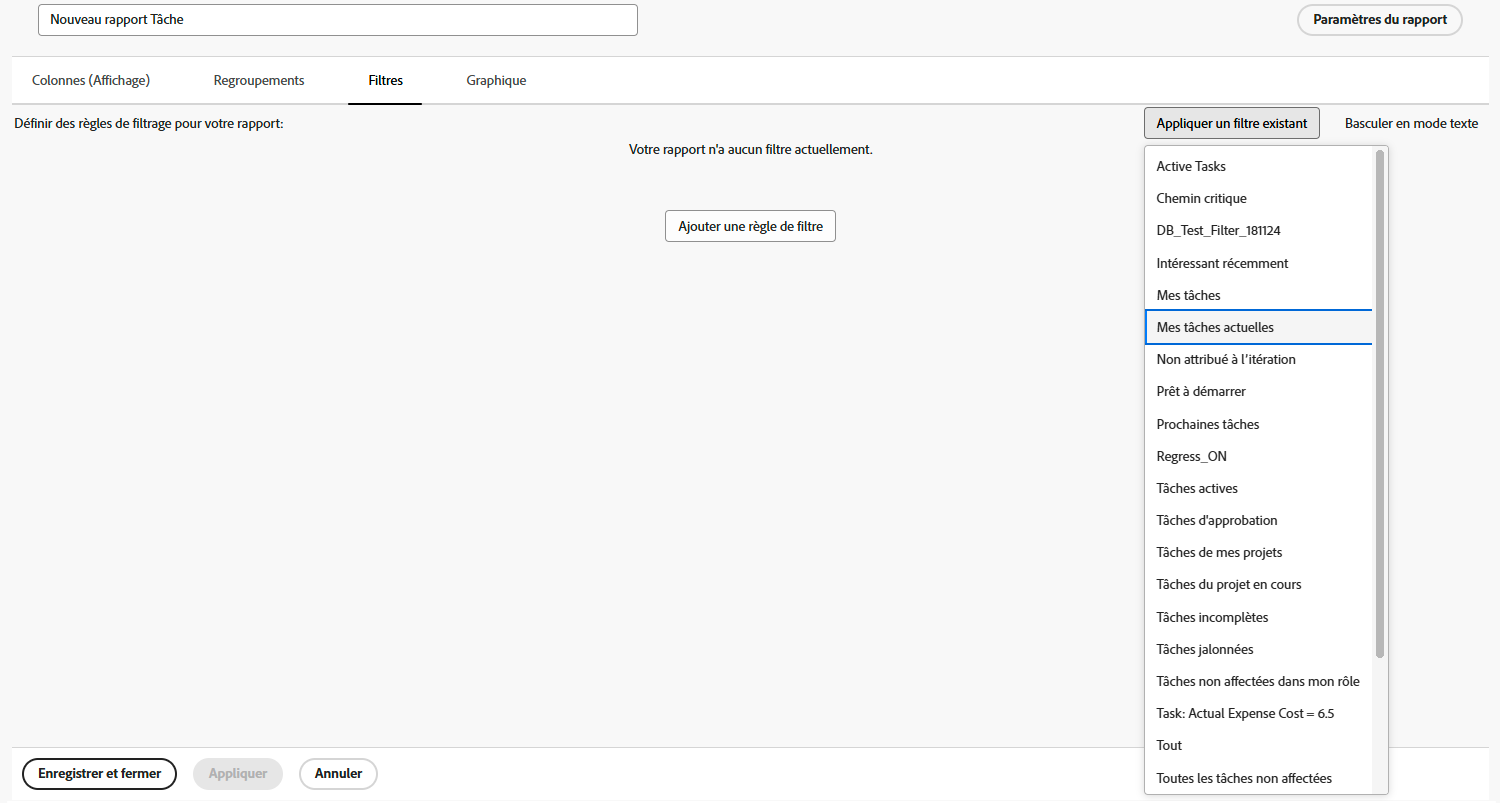 Nouveau rapport Tâche
Paramètres du rapport
Colonnes (Affichage)
Regroupements
Filtres
Graphique
Définir des règles de filtrage pour votre rapport:
Appliquer un filtre existant
Basculer en mode texte
Votre rapport n'a aucun filtre actuellement.
Ajouter une règle de filtre
Active Tasks
Chemin critique
DB_Test_Filter_181124
Intéressant récemment
Mes tâches
Mes tâches actuelles
Non attribué à l’itération
Prêt à démarrer
Prochaines tâches
Regress_ON
Tâches actives
Tâches d'approbation
Tâches de mes projets
Tâches du projet en cours
Tâches incomplètes
Tâches jalonnées
Tâches non affectées dans mon rôle
Task: Actual Expense Cost = 6.5
Tout
Toutes les tâches non affectées
Enregistrer et fermer
Appliquer
Annuler